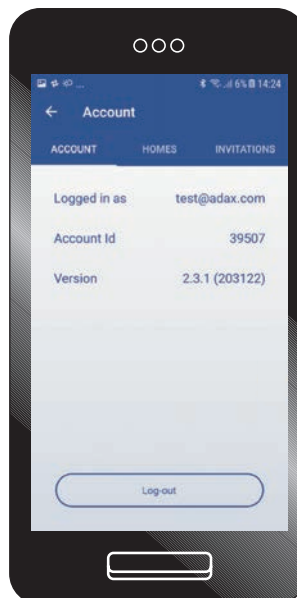 6% 14:24
Account
ACCOUNT HOMES INVITATIONS
Logged in as test@adax.com
Account Id 39507
Version 2.3.1 (203122)
Log-out